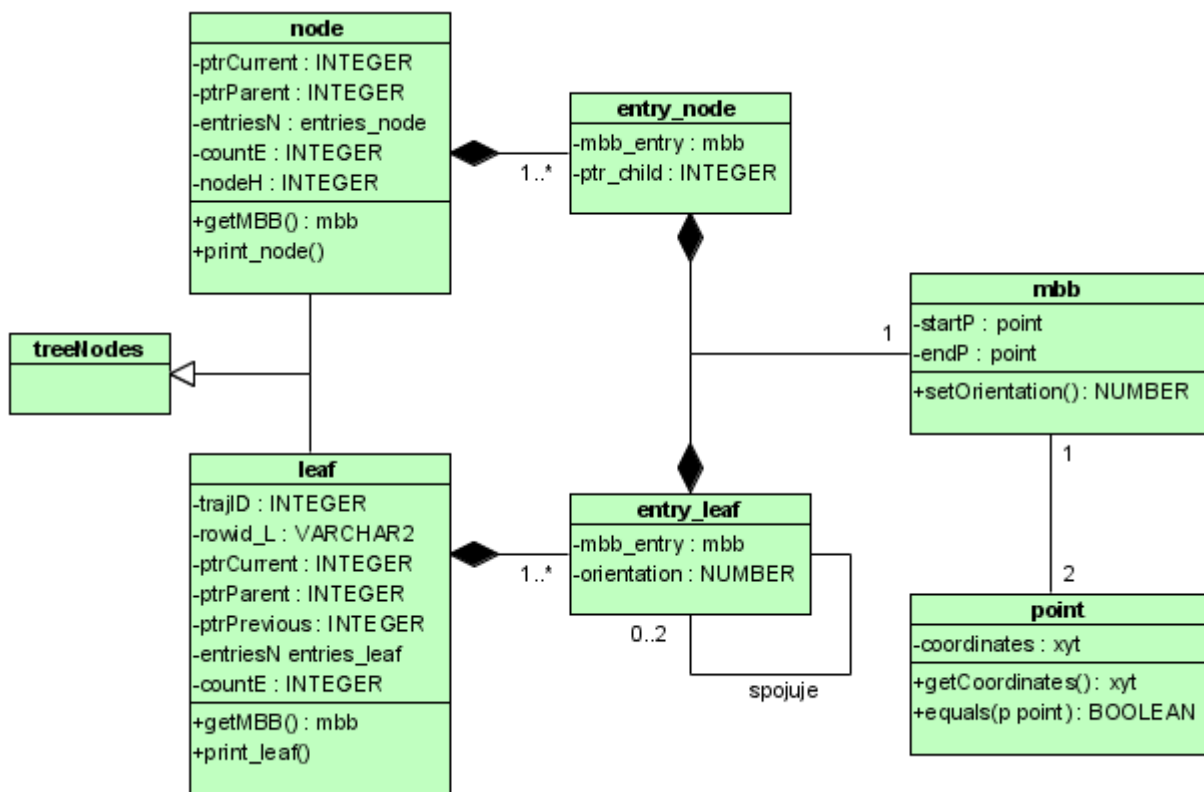 node
-ptrCurrent : INTEGER
-ptrParent : INTEGER
-entriesN : entries_node
-countE : INTEGER
-nodeH : INTEGER
+getMBB() : mbb
+print_node()
1..*
entry_node
-mbb_entry : mbb
-ptr_child : INTEGER
treeNodes
1
mbb
-startP : point
-endP : point
+setOrientation() : NUMBER
1
2
leaf
-trajID : INTEGER
-rowid_L : VARCHAR2
-ptrCurrent : INTEGER
-ptrParent : INTEGER
-ptrPrevious : INTEGER
-entriesN entries_leaf
-countE : INTEGER
+getMBB() : mbb
+print_leaf()
1..*
entry_leaf
-mbb_entry : mbb
-orientation : NUMBER
0..2
spojuje
point
-coordinates : xyt
+getCoordinates() : xyt
+equals(p point) : BOOLEAN